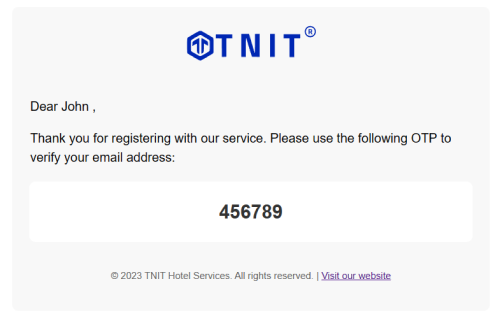 TNIT®
Dear John ,
Thank you for registering with our service. Please use the following OTP to
verify your email address:
456789
© 2023 TNIT Hotel Services. All rights reserved. | Visit our website